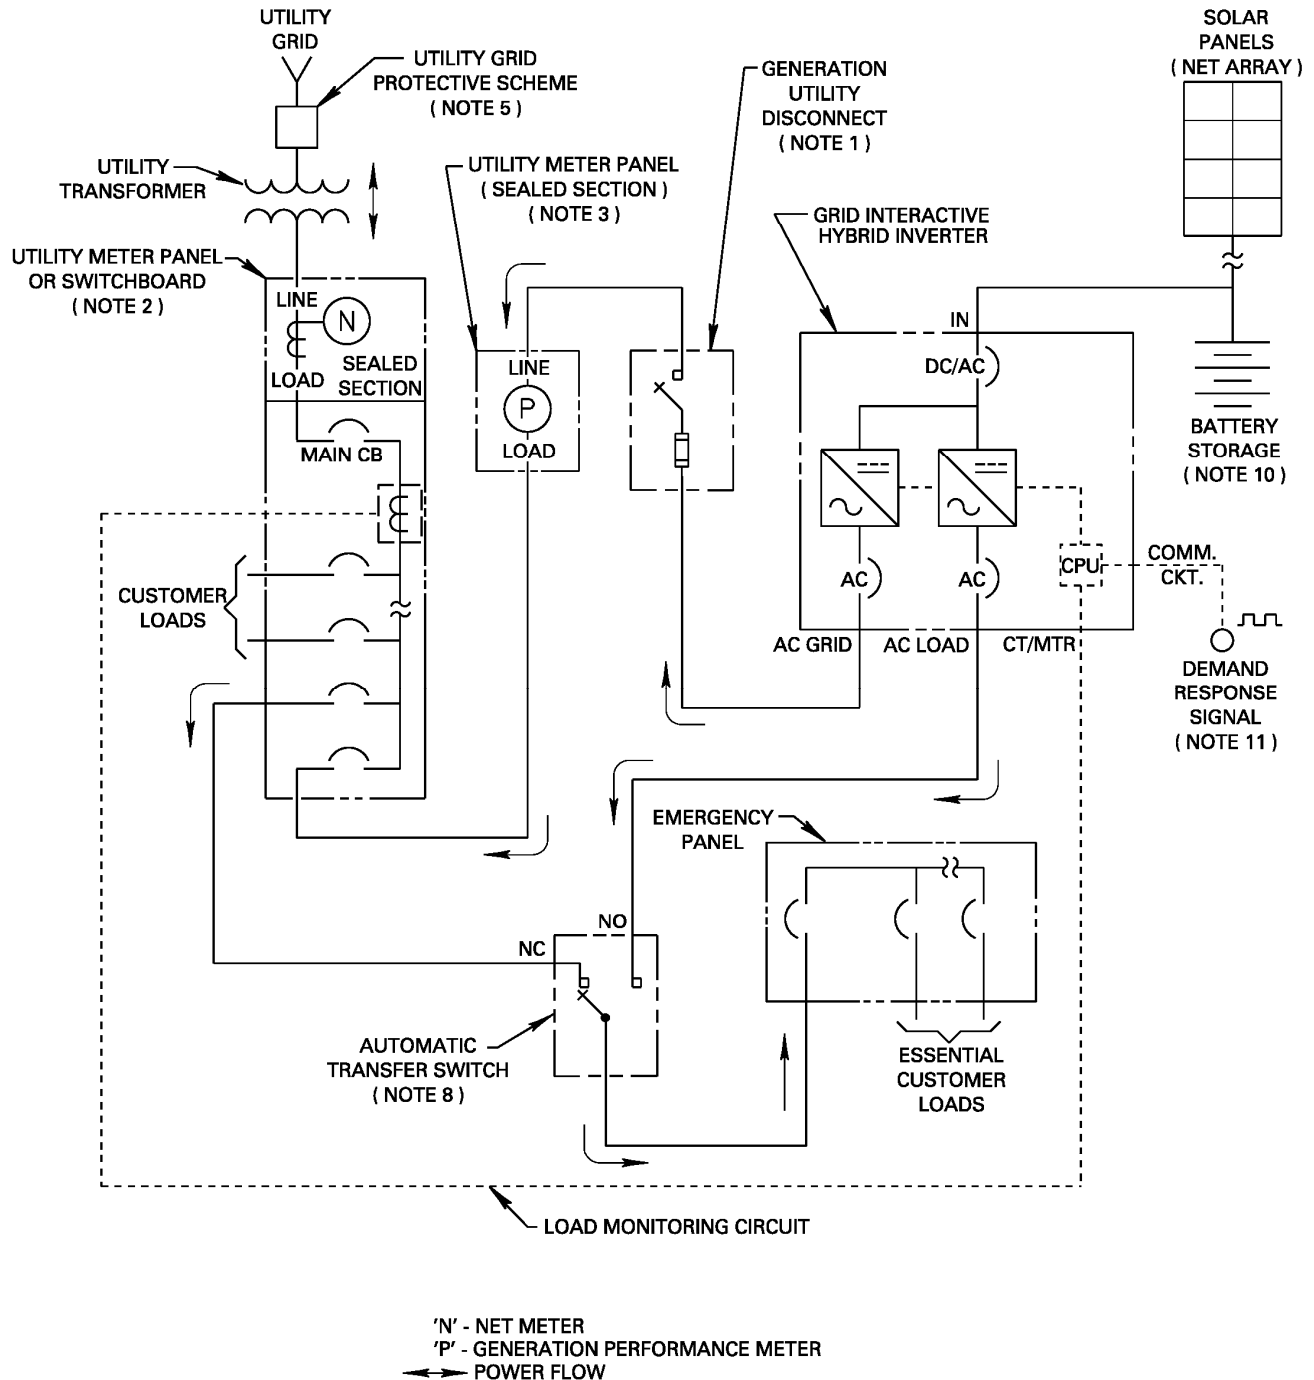 UTILITY
GRID
UTILITY GRID
PROTECTIVE SCHEME
( NOTE 5 )
UTILITY
TRANSFORMER
UTILITY METER PANEL
OR SWITCHBOARD
( NOTE 2 )
LINE
N
LOAD
SEALED
SECTION
MAIN CB
CUSTOMER
LOADS
UTILITY METER PANEL
( SEALED SECTION )
( NOTE 3 )
LINE
P
LOAD
GENERATION
UTILITY
DISCONNECT
( NOTE 1 )
GRID INTERACTIVE
HYBRID INVERTER
SOLAR
PANELS
( NET ARRAY )
IN
DC/AC
AC
AC
CPU
AC GRID
AC LOAD
CT/MTR
BATTERY
STORAGE
( NOTE 10 )
COMM.
CKT.
DEMAND
RESPONSE
SIGNAL
( NOTE 11 )
EMERGENCY
PANEL
ESSENTIAL
CUSTOMER
LOADS
NO
NC
AUTOMATIC
TRANSFER SWITCH
( NOTE 8 )
LOAD MONITORING CIRCUIT
'N' - NET METER
'P' - GENERATION PERFORMANCE METER
- POWER FLOW